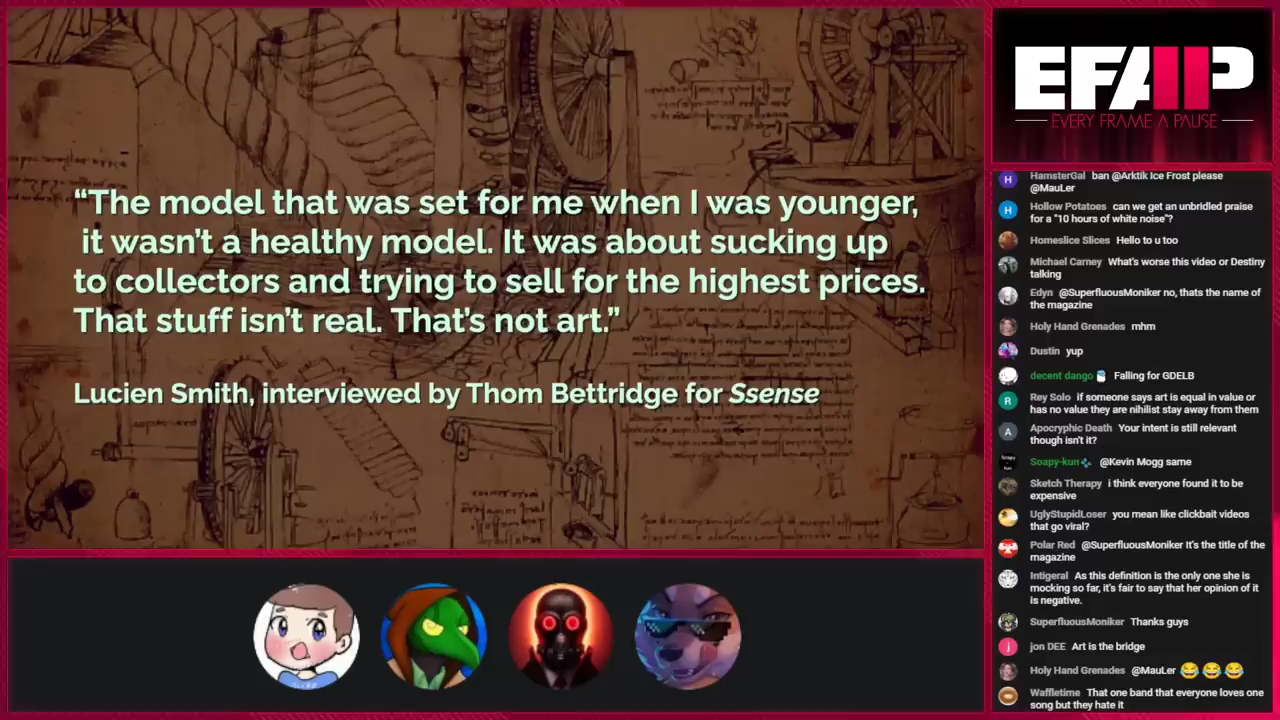 “The model that was set for me when I was younger,
it wasn’t a healthy model. It was about sucking up
to collectors and trying to sell for the highest prices.
That stuff isn’t real. That’s not art.”
Lucien Smith, interviewed by Thom Bettridge for Ssense
EFAP
EVERY FRAME A PAUSE
H
HamsterGal ban @Arktik Ice Frost please
@MauLer
H
Hollow Potatoes can we get an unbridled praise
for a "10 hours of white noise"?
Homeslice Slices Hello to u too
Michael Carney What's worse this video or Destiny
talking
Edyn @SuperfluousMoniker no, thats the name of
the magazine
Holy Hand Grenades mhm
Dustin yup
decent dango Falling for GDELB
R
Rey Solo if someone says art is equal in value or
has no value they are nihilist stay away from them
A
Apocryphic Death Your intent is still relevant
though isn't it?
Soapy-kun @Kevin Mogg same
Sketch Therapy i think everyone found it to be
expensive
UglyStupidLoser you mean like clickbait videos
that go viral?
Polar Red @SuperfluousMoniker It's the title of the
magazine
Intigeral As this definition is the only one she is
mocking so far, it's fair to say that her opinion of it
is negative.
SuperfluousMoniker Thanks guys
j
jon DEE Art is the bridge
Holy Hand Grenades @MauLer 😂 😂 😂
Waffletime That one band that everyone loves one
song but they hate it